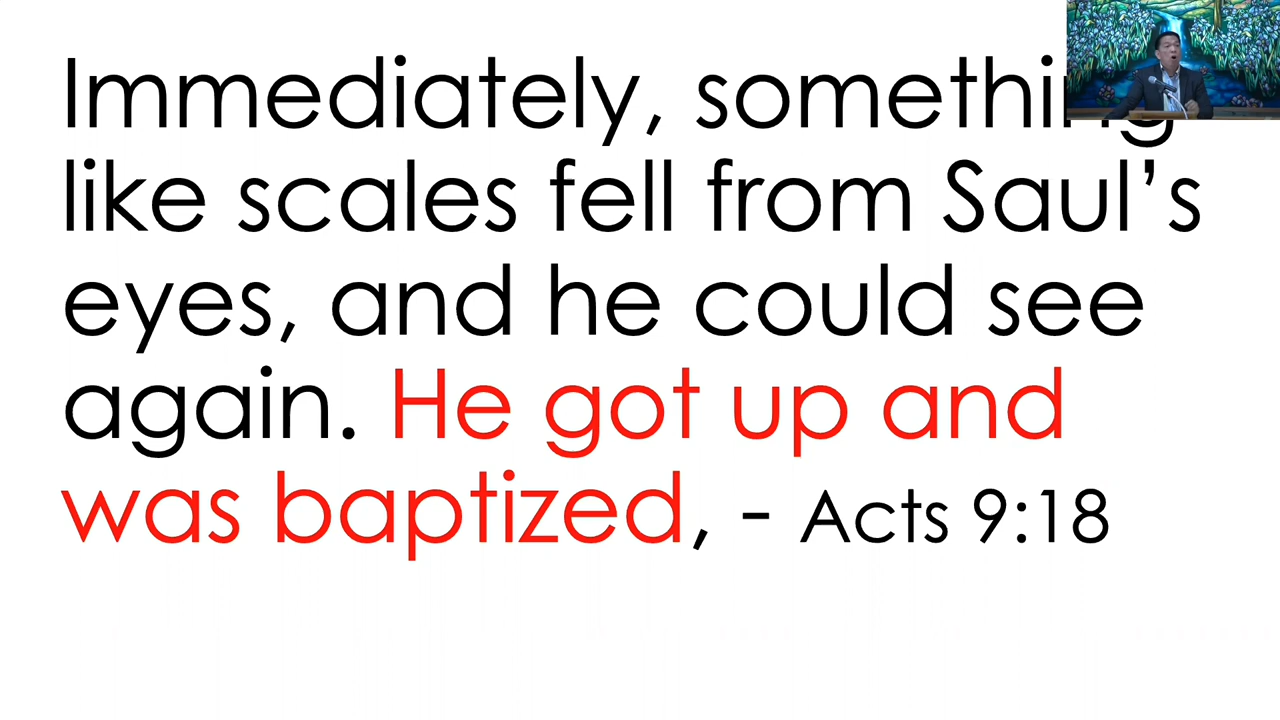 Immediately, something
like scales fell from Saul’s
eyes, and he could see
again. He got up and
was baptized, - Acts 9:18